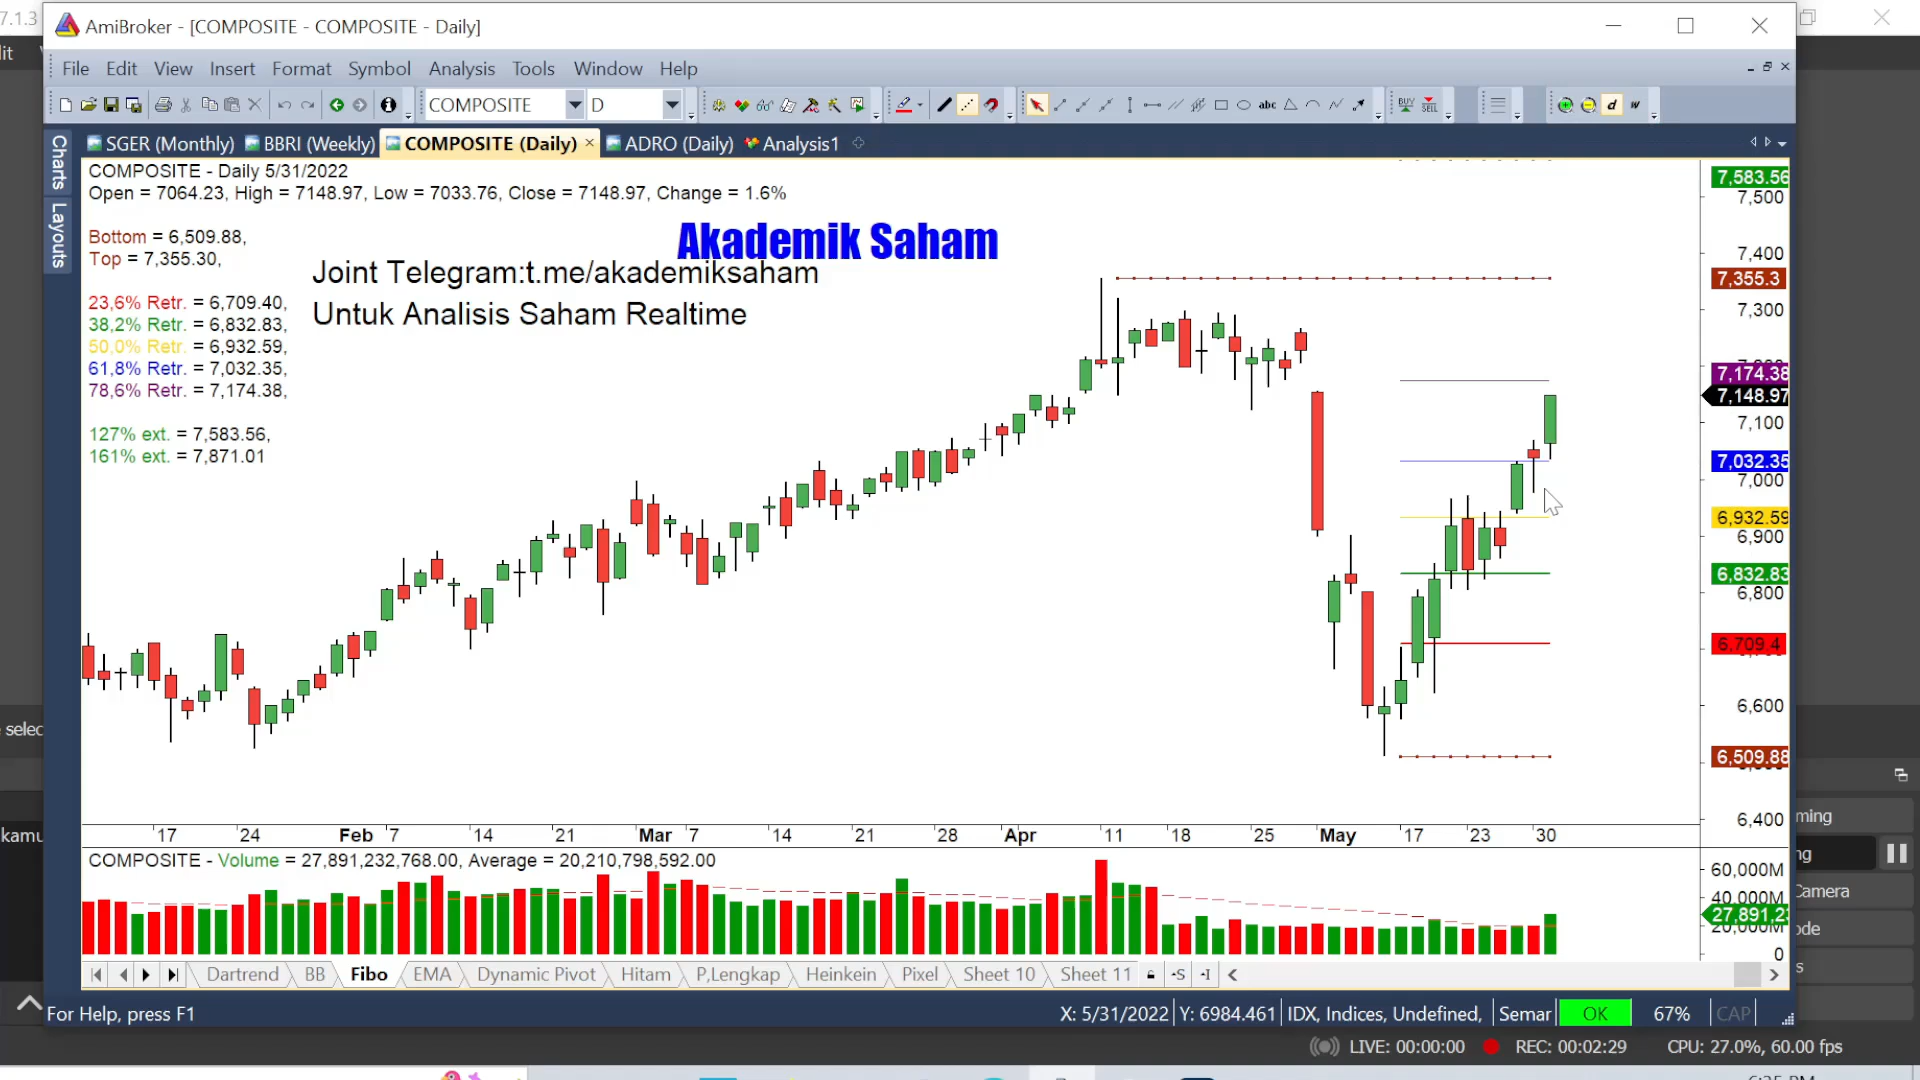 7.1.3
AmiBroker - [COMPOSITE - COMPOSITE - Daily]
File Edit View Insert Format Symbol Analysis Tools Window Help
COMPOSITE D
abc BUY SELL d w
Charts
Layouts
SGER (Monthly) BBRI (Weekly) COMPOSITE (Daily) × ADRO (Daily) Analysis1
COMPOSITE - Daily 5/31/2022
Open = 7064.23, High = 7148.97, Low = 7033.76, Close = 7148.97, Change = 1.6%
Bottom = 6,509.88,
Top = 7,355.30,
23,6% Retr. = 6,709.40,
38,2% Retr. = 6,832.83,
50,0% Retr. = 6,932.59,
61,8% Retr. = 7,032.35,
78,6% Retr. = 7,174.38,
127% ext. = 7,583.56,
161% ext. = 7,871.01
Akademik Saham
Joint Telegram:t.me/akademiksaham
Untuk Analisis Saham Realtime
7,583.56
7,500
7,400
7,355.3
7,300
7,174.38
7,148.97
7,100
7,032.35
7,000
6,932.59
6,900
6,832.83
6,800
6,709.4
6,600
6,509.88
6,400
17 24 Feb 7 14 21 Mar 7 14 21 28 Apr 11 18 25 May 17 23 30
COMPOSITE - Volume = 27,891,232,768.00, Average = 20,210,798,592.00
60,000M
40,000M
27,891,23
20,000M
0
Dartrend BB Fibo EMA Dynamic Pivot Hitam P,Lengkap Heinkein Pixel Sheet 10 Sheet 11 -S -I
For Help, press F1
X: 5/31/2022 Y: 6984.461 IDX, Indices, Undefined, Semar OK 67% CAP
LIVE: 00:00:00 REC: 00:02:29 CPU: 27.0%, 60.00 fps
Camera